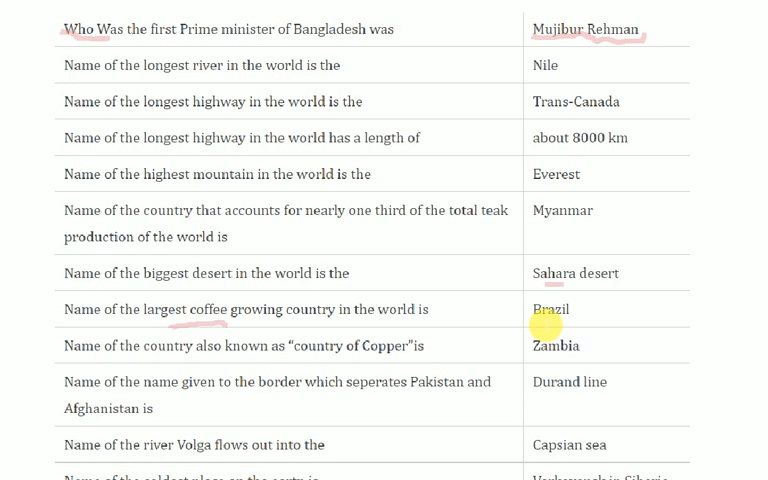 Who Was the first Prime minister of Bangladesh was Mujibur Rehman
Name of the longest river in the world is the Nile
Name of the longest highway in the world is the Trans-Canada
Name of the longest highway in the world has a length of about 8000 km
Name of the highest mountain in the world is the Everest
Name of the country that accounts for nearly one third of the total teak Myanmar
production of the world is
Name of the biggest desert in the world is the Sahara desert
Name of the largest coffee growing country in the world is Brazil
Name of the country also known as “country of Copper”is Zambia
Name of the name given to the border which seperates Pakistan and Durand line
Afghanistan is
Name of the river Volga flows out into the Capsian sea